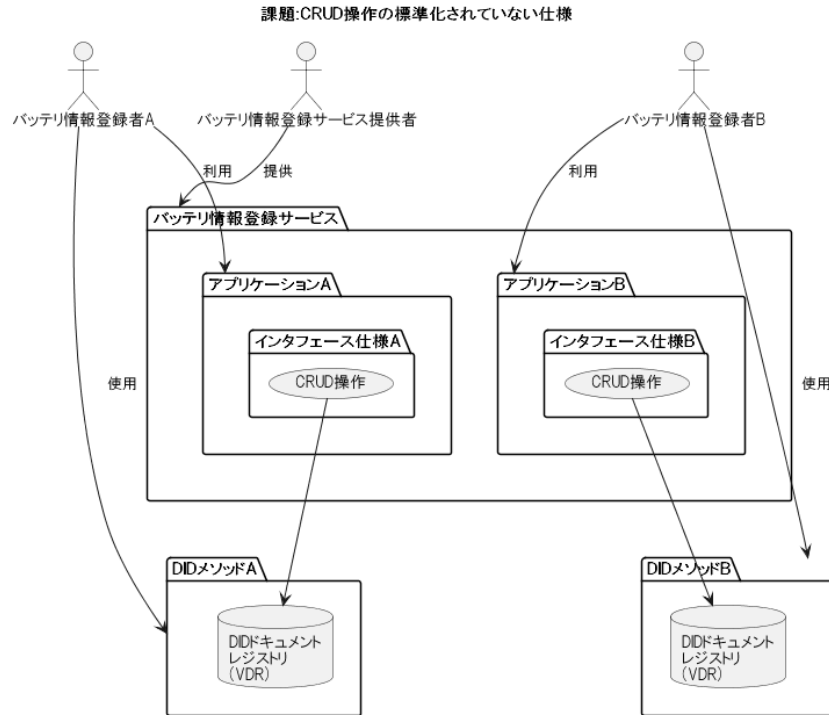 課題:CRUD操作の標準化されていない仕様
バッテリ情報登録者A
バッテリ情報登録サービス提供者
バッテリ情報登録者B
利用
提供
利用
バッテリ情報登録サービス
アプリケーションA
アプリケーションB
インタフェース仕様A
インタフェース仕様B
CRUD操作
CRUD操作
使用
使用
DIDメソッドA
DIDメソッドB
DIDドキュメント
レジストリ
(VDR)
DIDドキュメント
レジストリ
(VDR)